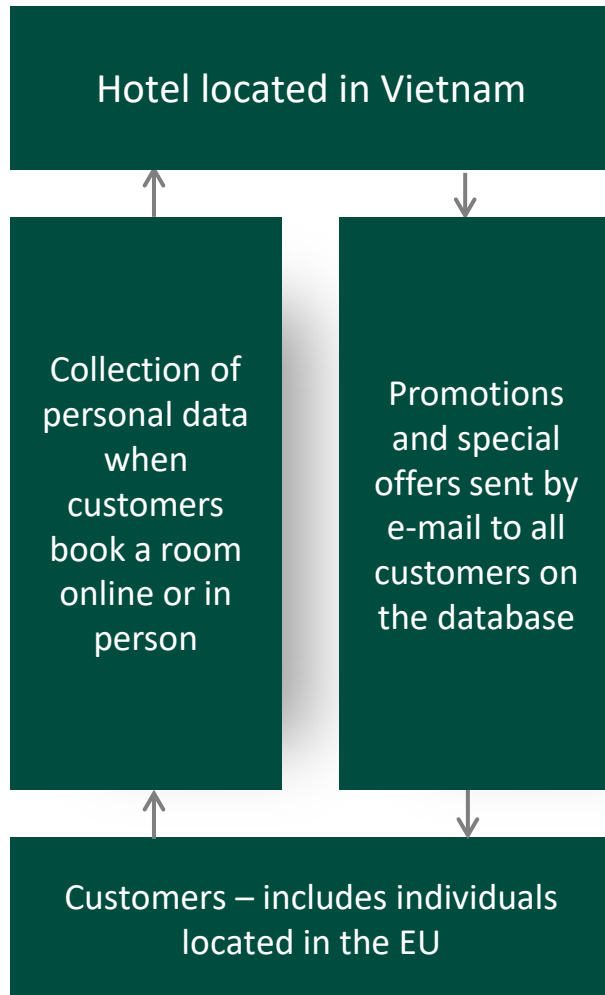 Hotel located in Vietnam
Collection of
personal data
when
customers
book a room
online or in
person
Promotions
and special
offers sent by
e-mail to all
customers on
the database
Customers – includes individuals
located in the EU